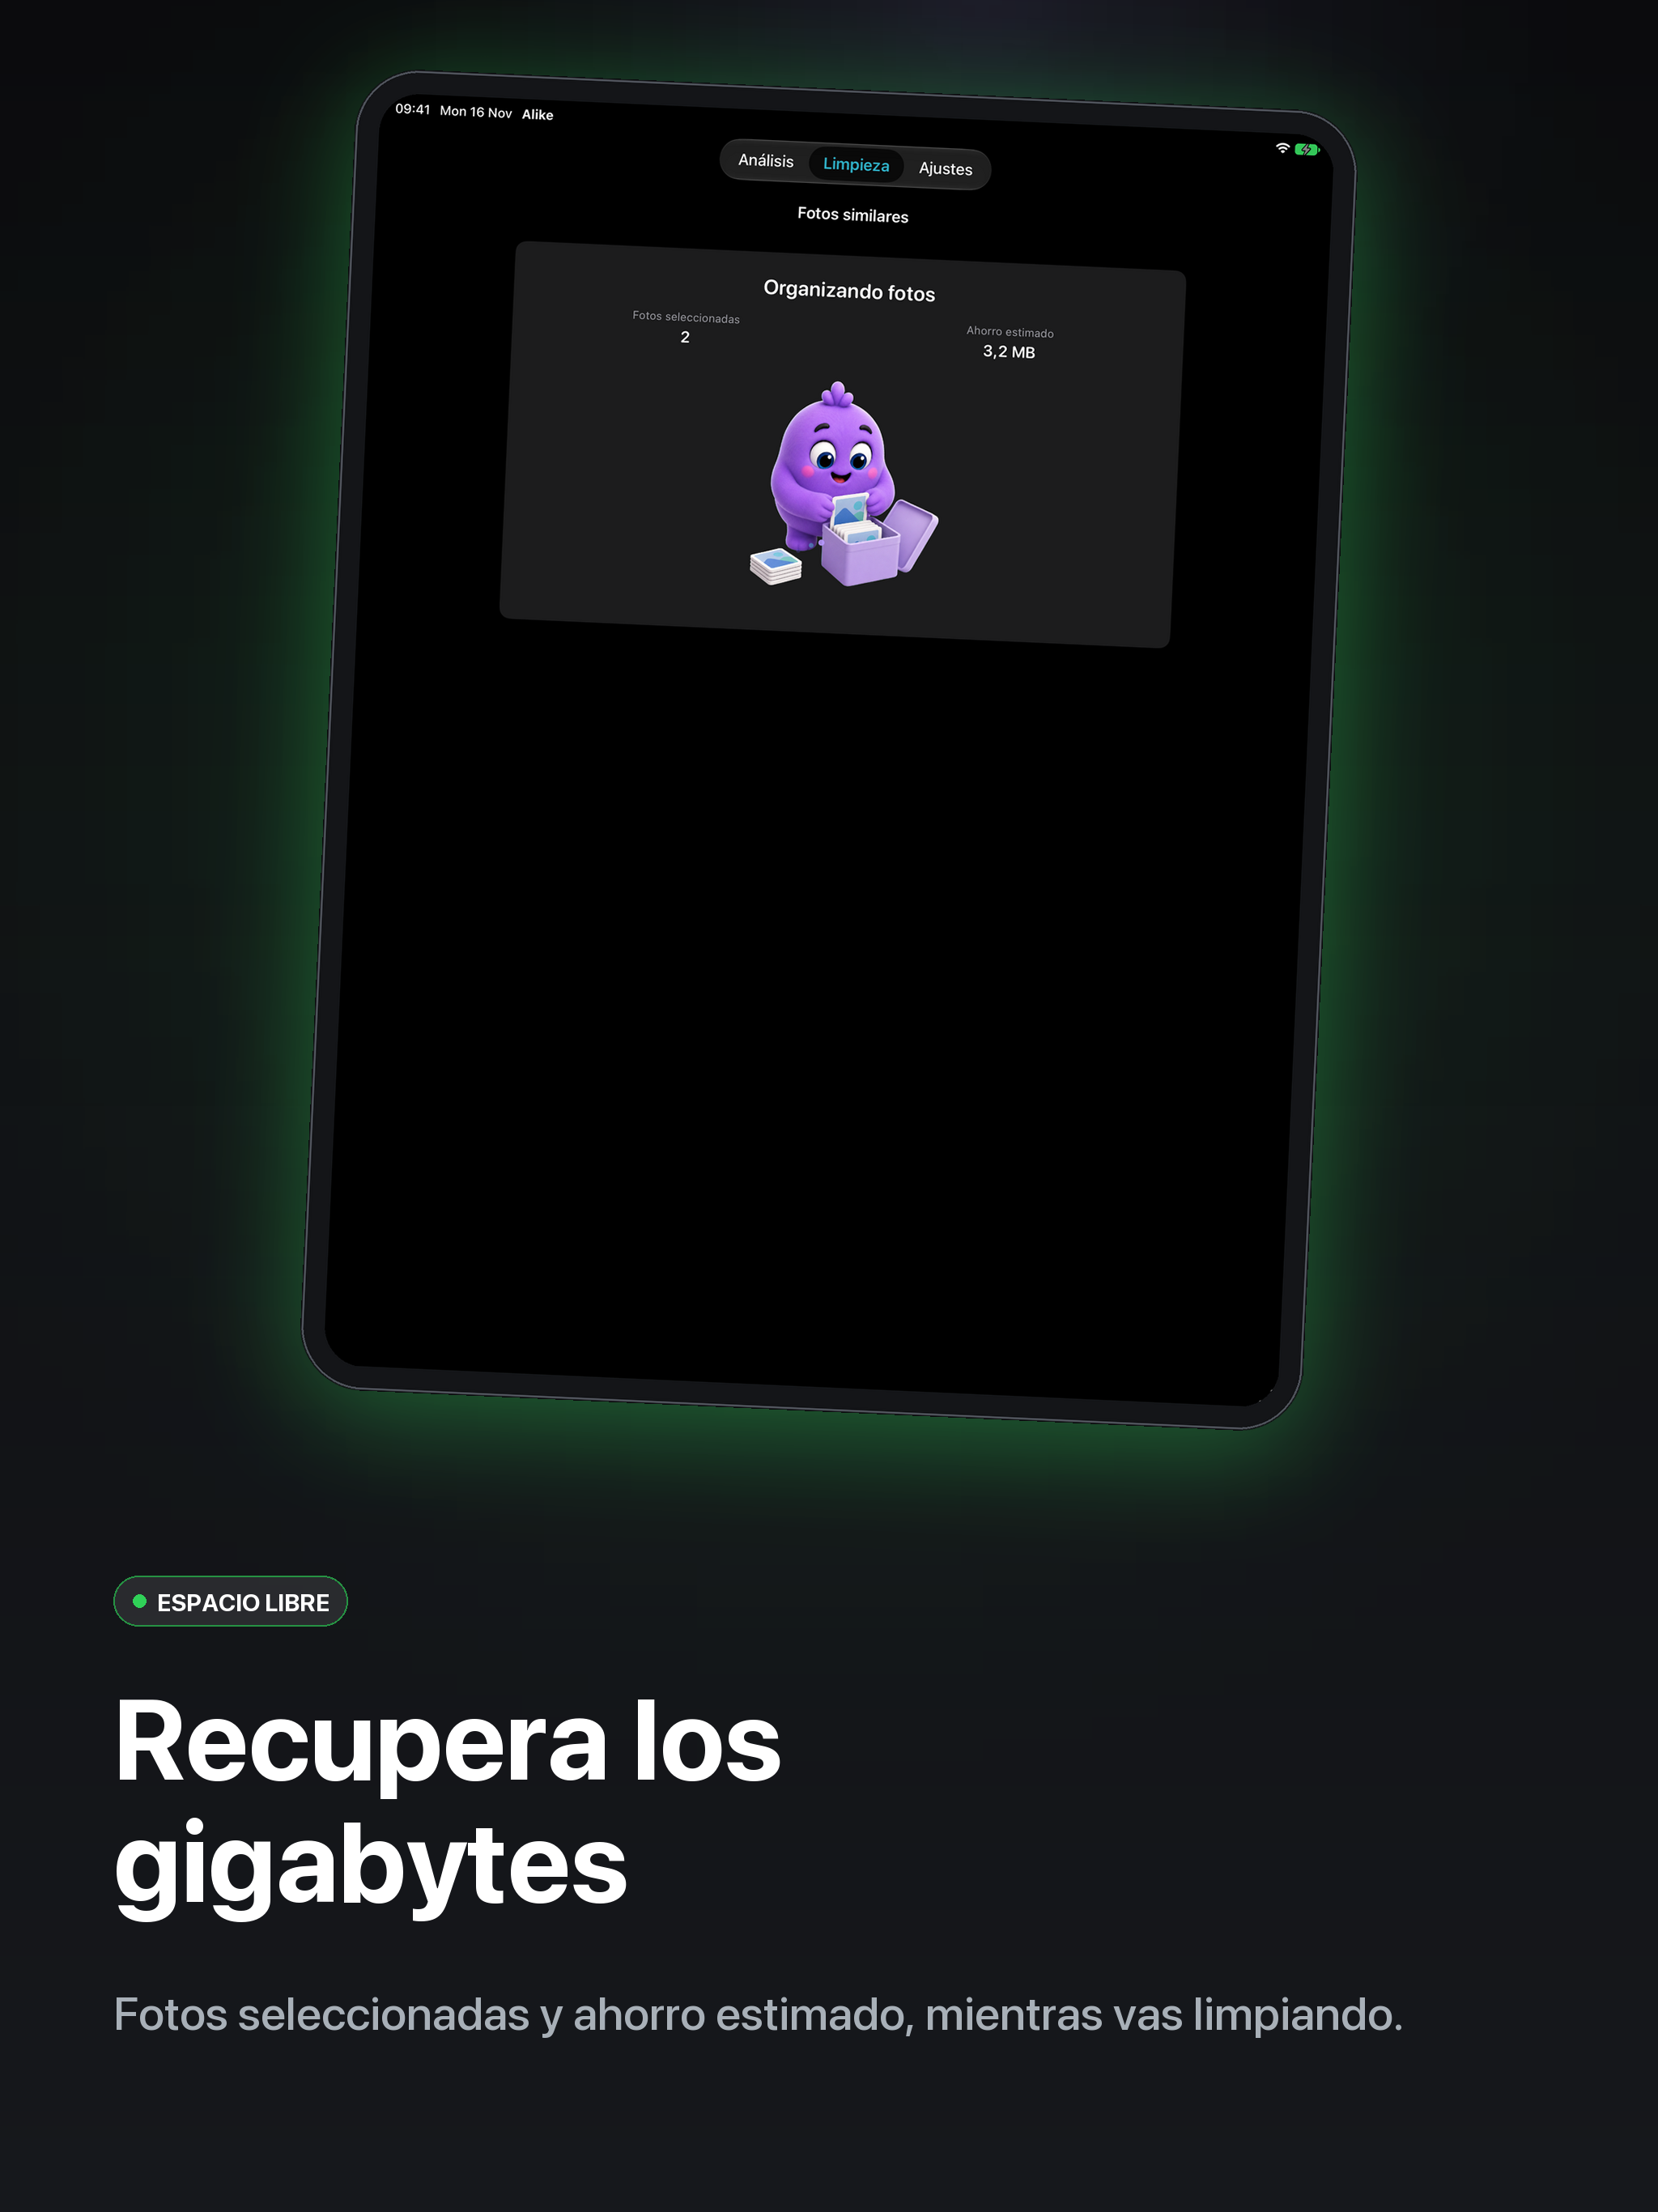 09:41 Mon 16 Nov Alike
Análisis Limpieza Ajustes
Fotos similares
Organizando fotos
Fotos seleccionadas
2
Ahorro estimado
3,2 MB
ESPACIO LIBRE
Recupera los
gigabytes
Fotos seleccionadas y ahorro estimado, mientras vas limpiando.